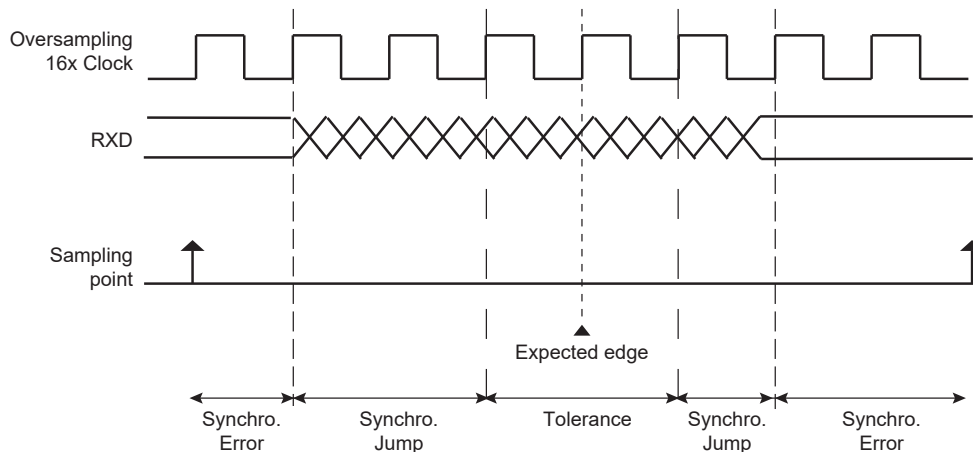 Oversampling
16x Clock
RXD
Sampling
point
Expected edge
Synchro.
Error
Synchro.
Jump
Tolerance
Synchro.
Jump
Synchro.
Error